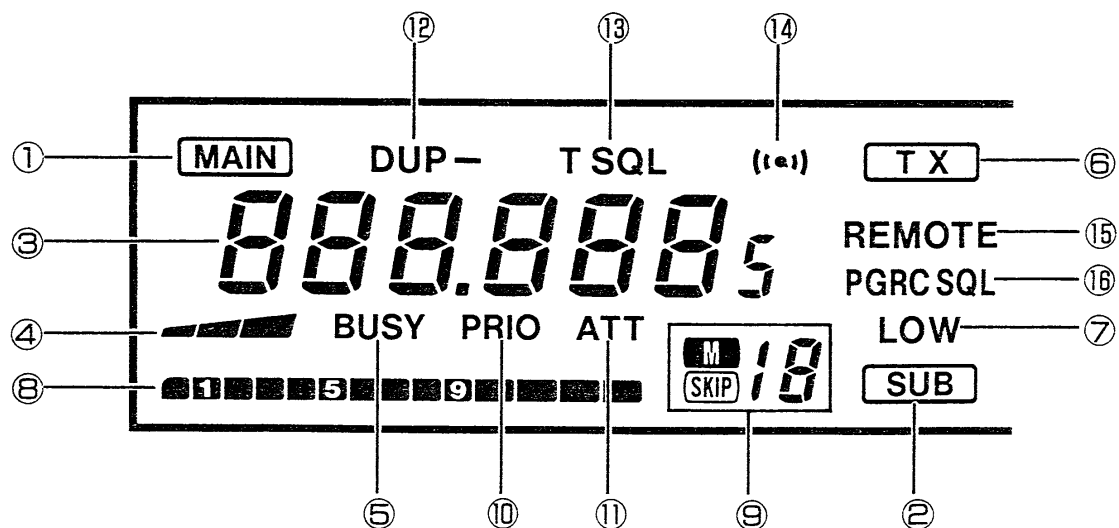 ⑫ ⑬ ⑭
① MAIN DUP– T SQL ((•)) TX ⑥
③ 888.888 5 REMOTE ⑮
PGRC SQL ⑯
④ BUSY PRIO ATT M 18 LOW ⑦
⑧ 1 5 9 SKIP SUB
⑤ ⑩ ⑪ ⑨ ②